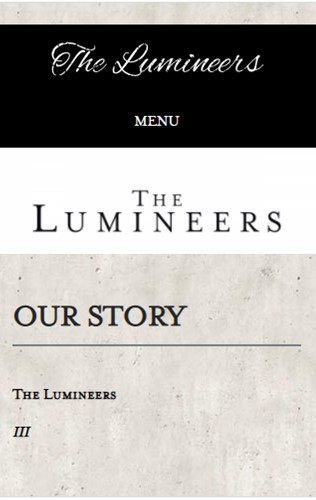 The Lumineers
MENU
THE
LUMINEERS
OUR STORY
THE LUMINEERS
III